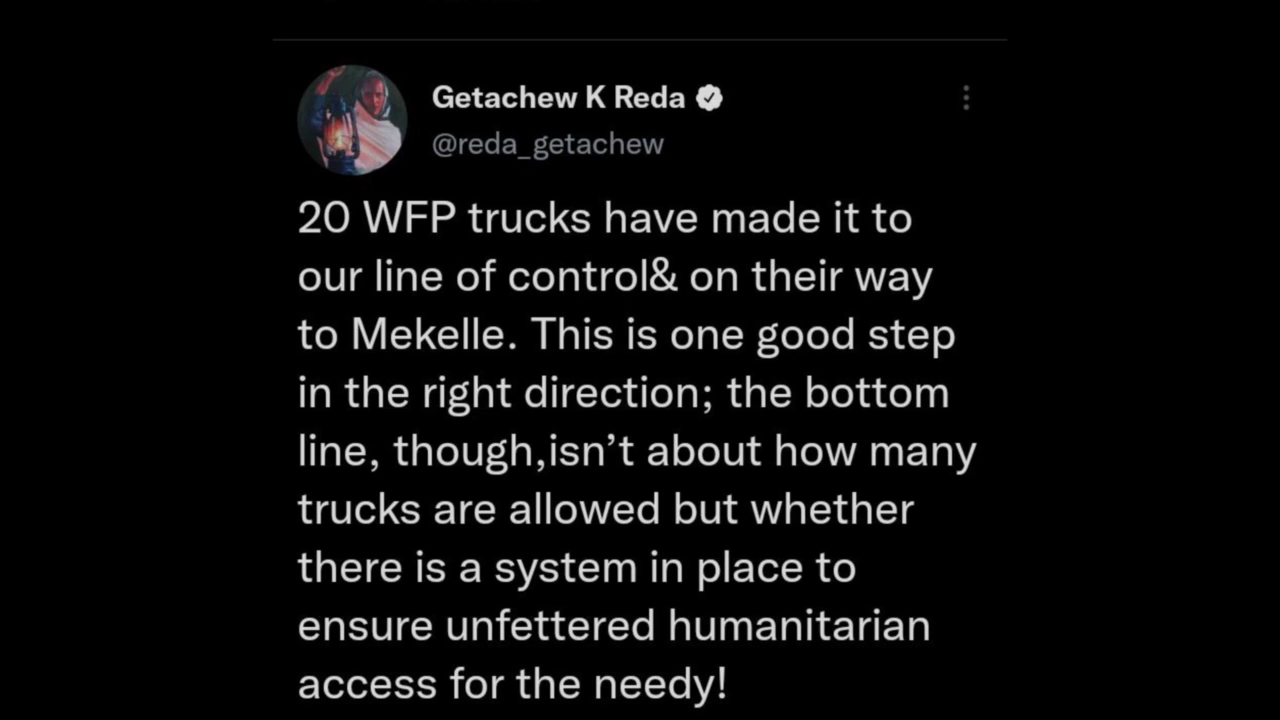 Getachew K Reda
@reda_getachew
20 WFP trucks have made it to
our line of control& on their way
to Mekelle. This is one good step
in the right direction; the bottom
line, though,isn’t about how many
trucks are allowed but whether
there is a system in place to
ensure unfettered humanitarian
access for the needy!